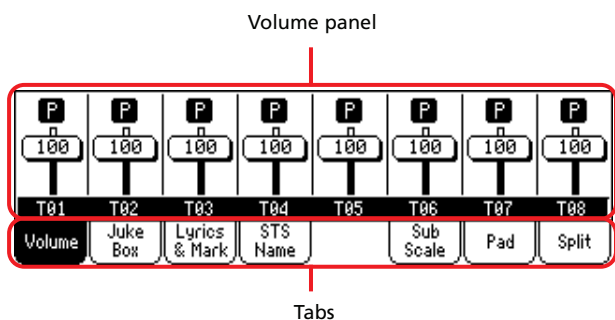 Volume panel
P P P P P P P P
100 100 100 100 100 100 100 100
T01 T02 T03 T04 T05 T06 T07 T08
Volume Juke Box Lyrics & Mark STS Name Sub Scale Pad Split
Tabs